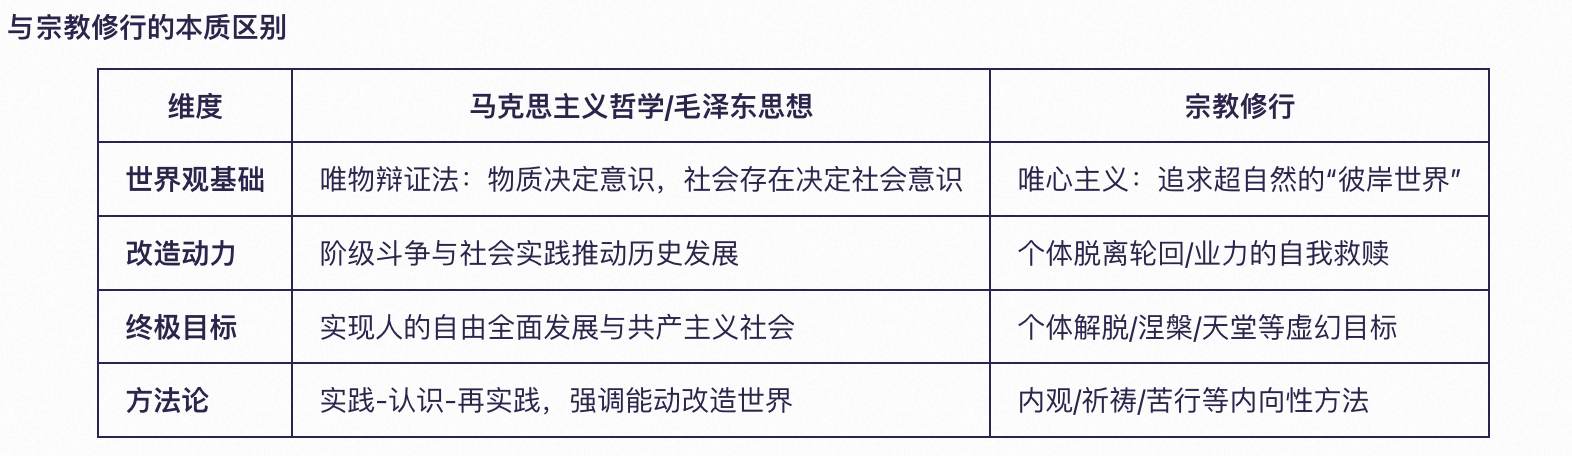 与宗教修行的本质区别
维度 马克思主义哲学/毛泽东思想 宗教修行
世界观基础 唯物辩证法：物质决定意识，社会存在决定社会意识 唯心主义：追求超自然的“彼岸世界”
改造动力 阶级斗争与社会实践推动历史发展 个体脱离轮回/业力的自我救赎
终极目标 实现人的自由全面发展与共产主义社会 个体解脱/涅槃/天堂等虚幻目标
方法论 实践-认识-再实践，强调能动改造世界 内观/祈祷/苦行等内向性方法